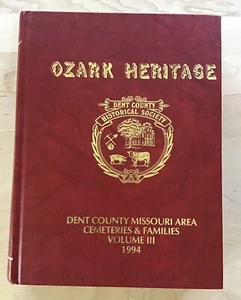 OZARK HERITAGE
DENT COUNTY
HISTORICAL SOCIETY
DENT COUNTY MISSOURI AREA
CEMETERIES & FAMILIES
VOLUME III
1994